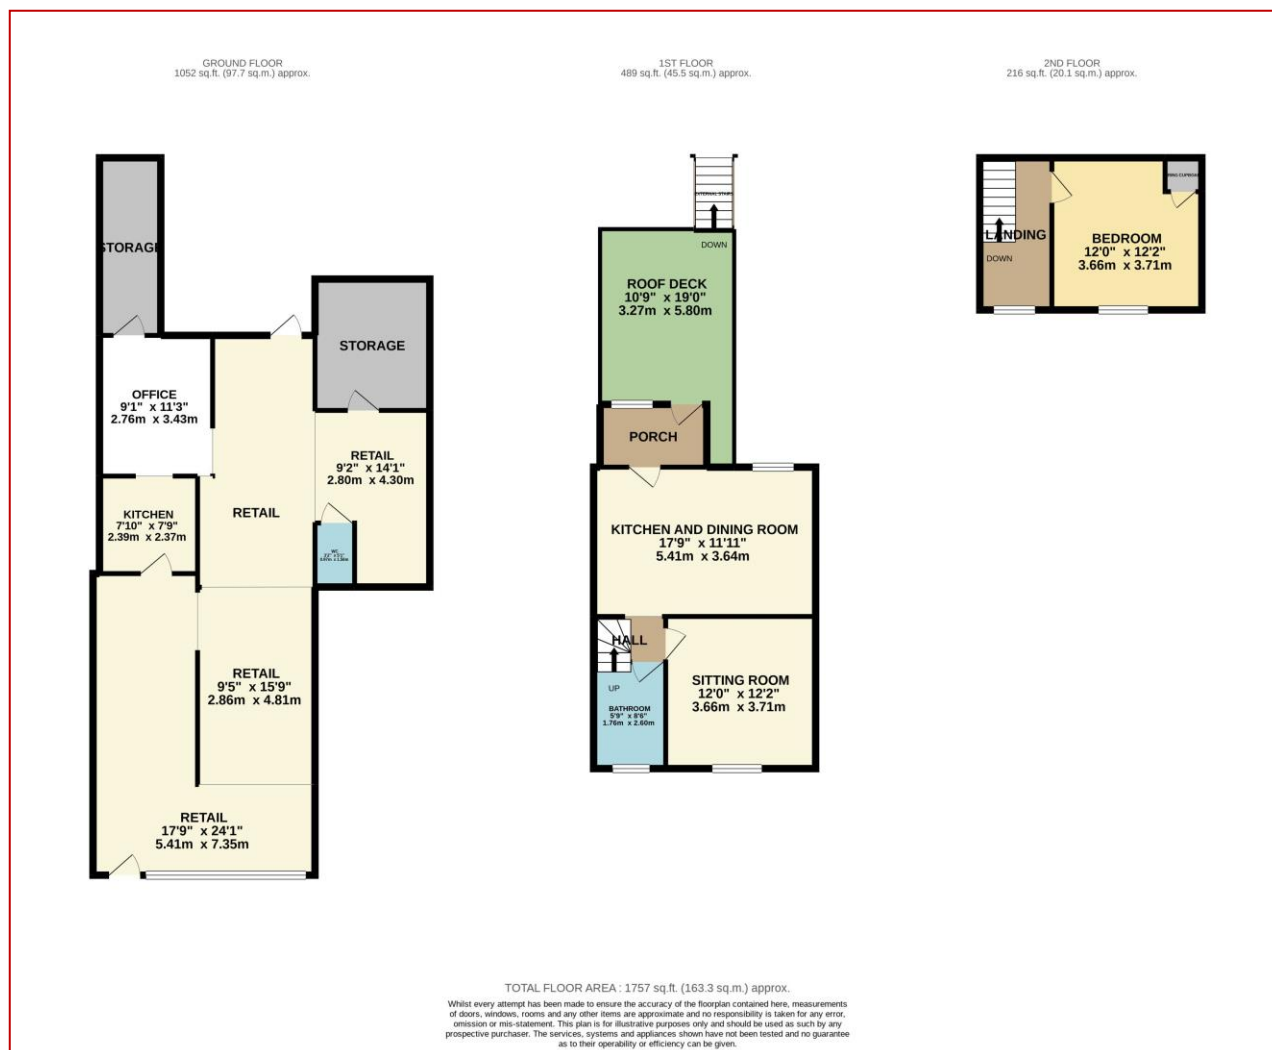 GROUND FLOOR
1052 sq.ft. (97.7 sq.m.) approx.
1ST FLOOR
489 sq.ft. (45.5 sq.m.) approx.
2ND FLOOR
216 sq.ft. (20.1 sq.m.) approx.
STORAGE
STORAGE
OFFICE
9'1" x 11'3"
2.76m x 3.43m
RETAIL
9'2" x 14'1"
2.80m x 4.30m
KITCHEN
7'10" x 7'9"
2.39m x 2.37m
RETAIL
WC
RETAIL
9'5" x 15'9"
2.86m x 4.81m
RETAIL
17'9" x 24'1"
5.41m x 7.35m
EXTERNAL STAIRS
DOWN
ROOF DECK
10'9" x 19'0"
3.27m x 5.80m
PORCH
KITCHEN AND DINING ROOM
17'9" x 11'11"
5.41m x 3.64m
HALL
UP
BATHROOM
5'9" x 8'6"
1.76m x 2.60m
SITTING ROOM
12'0" x 12'2"
3.66m x 3.71m
LANDING
DOWN
BEDROOM
12'0" x 12'2"
3.66m x 3.71m
TOTAL FLOOR AREA : 1757 sq.ft. (163.3 sq.m.) approx.
Whilst every attempt has been made to ensure the accuracy of the floorplan contained here, measurements
of doors, windows, rooms and any other items are approximate and no responsibility is taken for any error,
omission or mis-statement. This plan is for illustrative purposes only and should be used as such by any
prospective purchaser. The services, systems and appliances shown have not been tested and no guarantee
as to their operability or efficiency can be given.